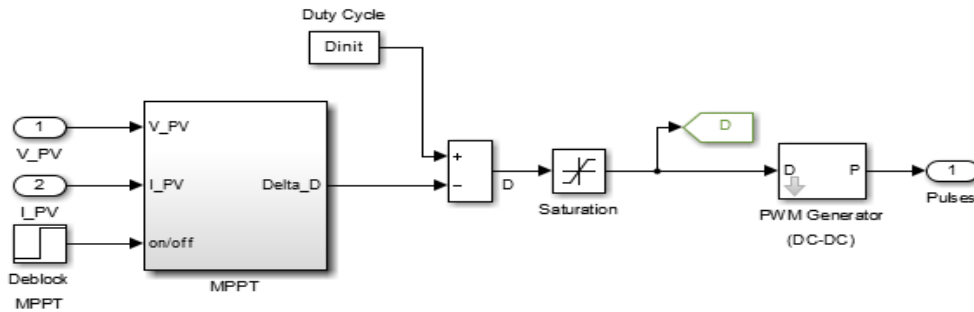 Duty Cycle
Dinit
1
V_PV
2
I_PV
Deblock
MPPT
V_PV
I_PV
on/off
Delta_D
MPPT
+
−
D
Saturation
D
D
P
PWM Generator
(DC-DC)
1
Pulses